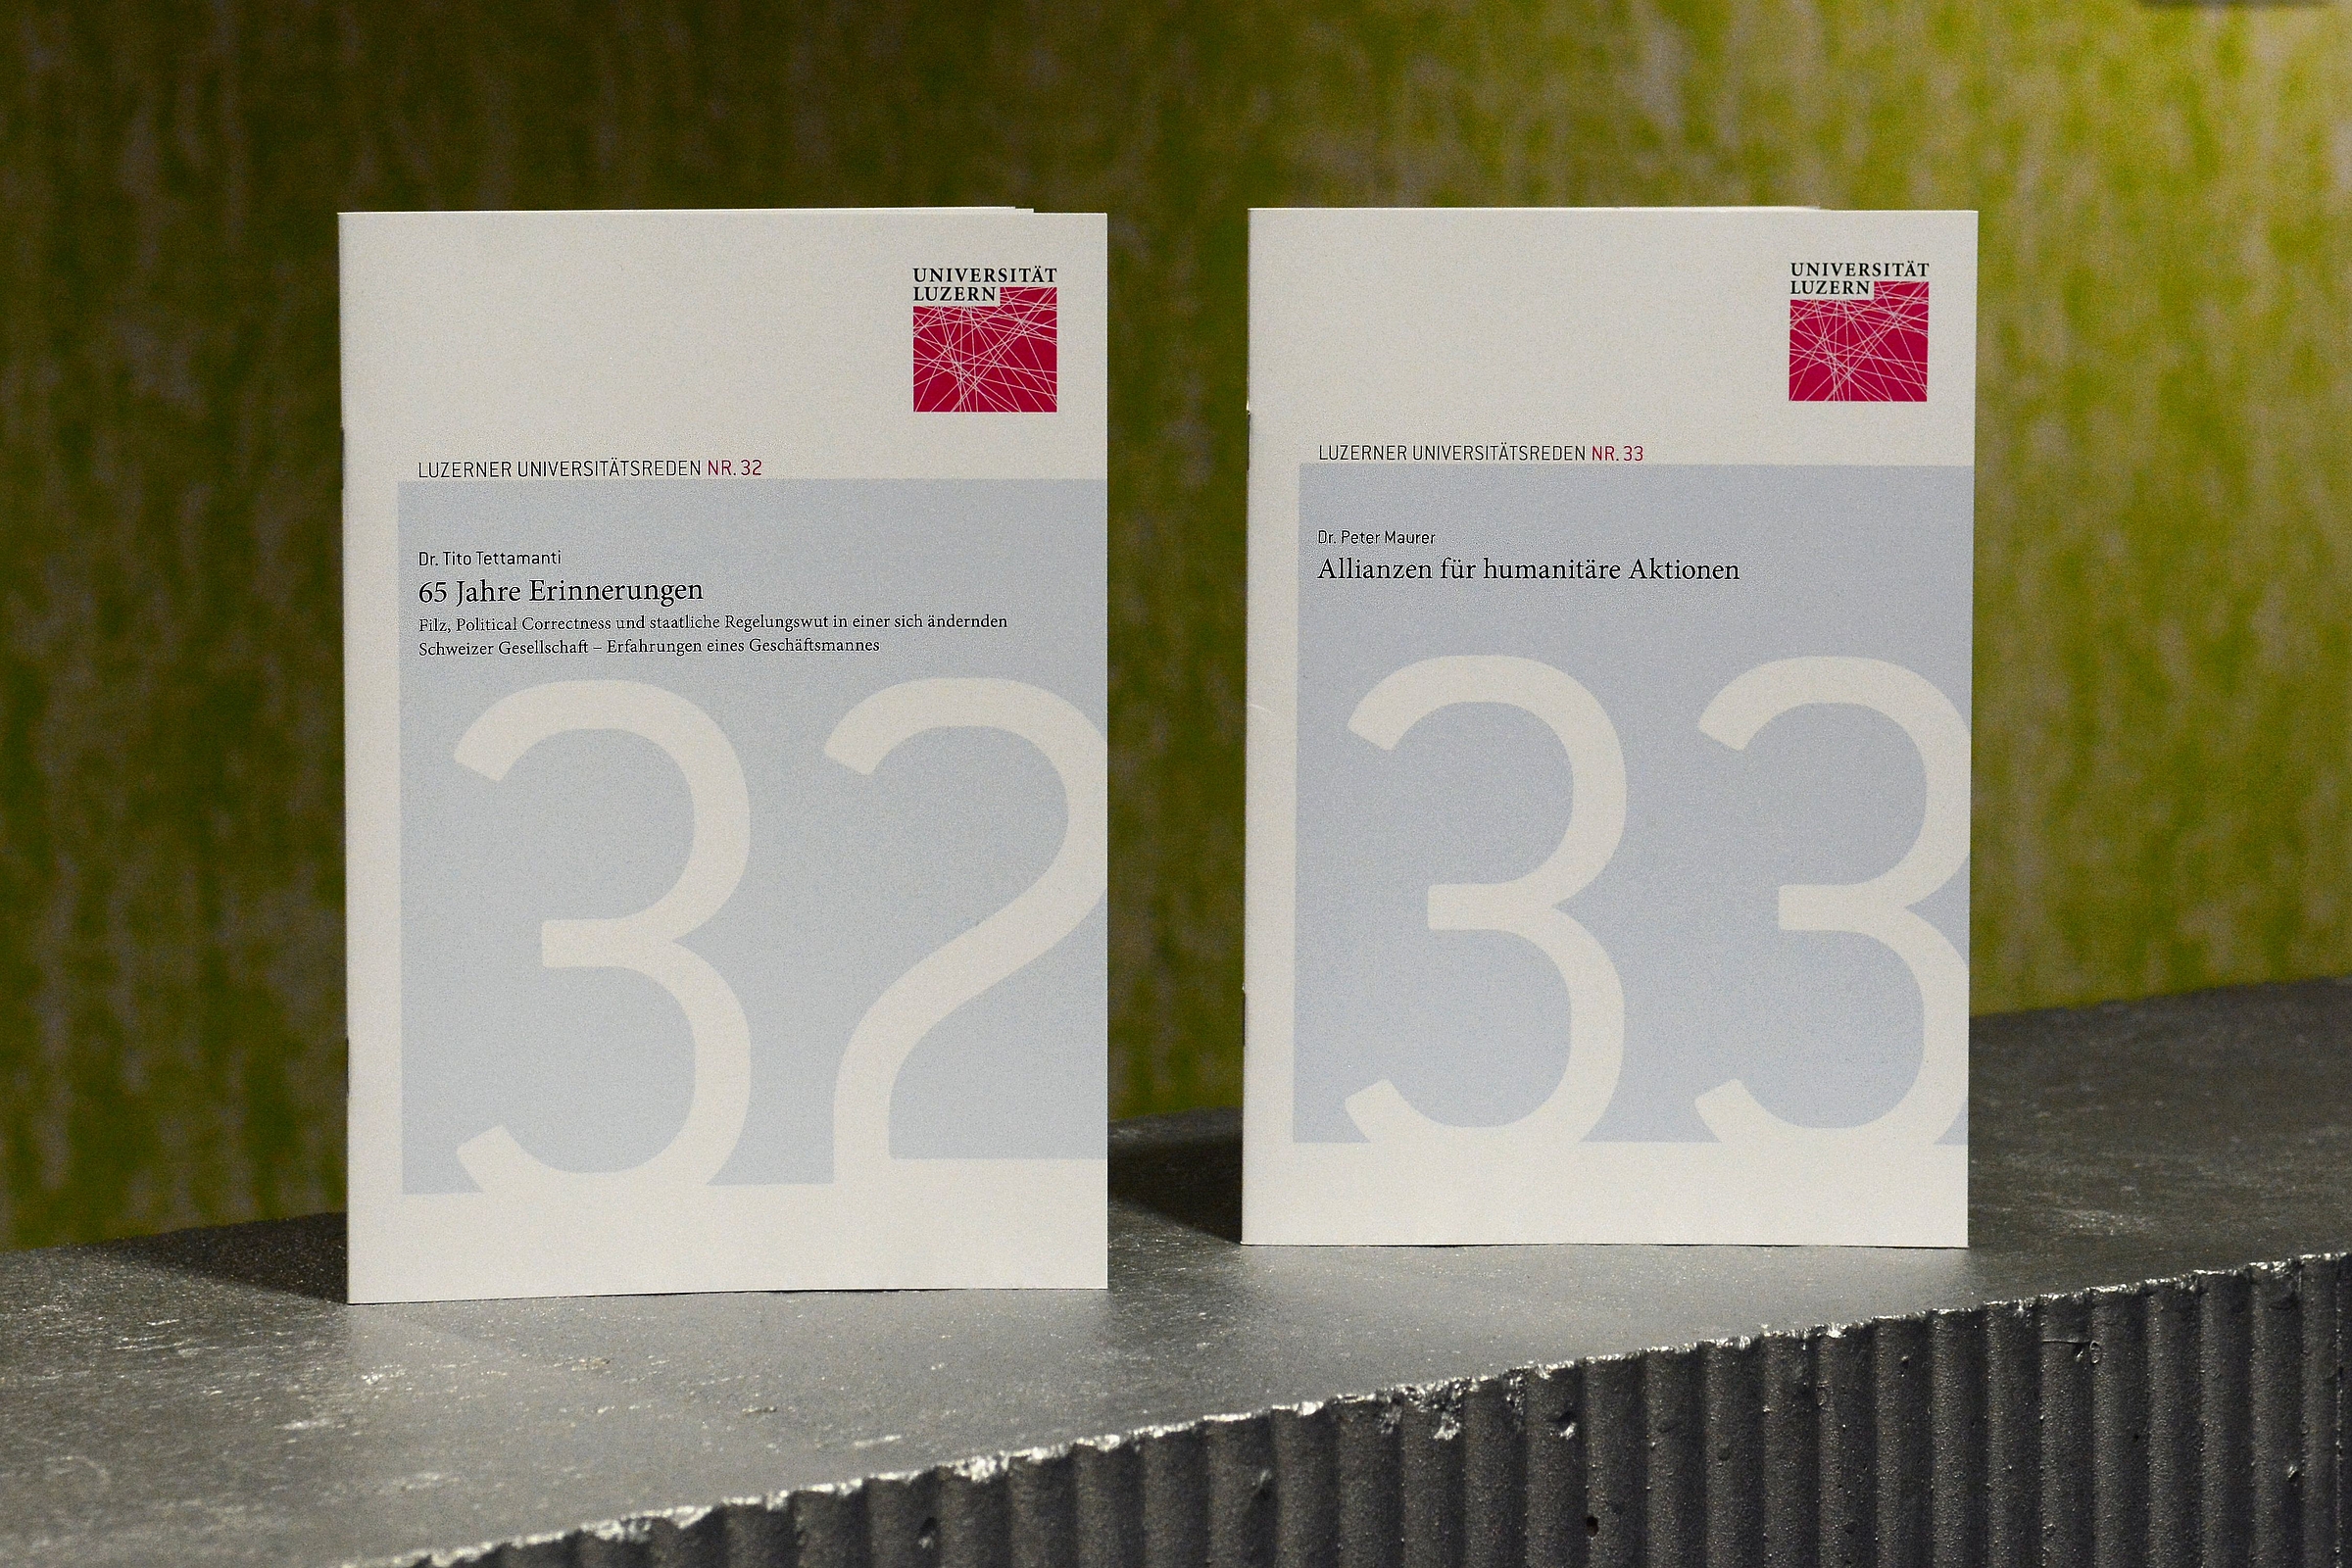 UNIVERSITÄT
LUZERN
LUZERNER UNIVERSITÄTSREDEN NR. 32
Dr. Tito Tettamanti
65 Jahre Erinnerungen
Filz, Political Correctness und staatliche Regelungswut in einer sich ändernden
Schweizer Gesellschaft – Erfahrungen eines Geschäftsmannes
32
UNIVERSITÄT
LUZERN
LUZERNER UNIVERSITÄTSREDEN NR. 33
Dr. Peter Maurer
Allianzen für humanitäre Aktionen
33